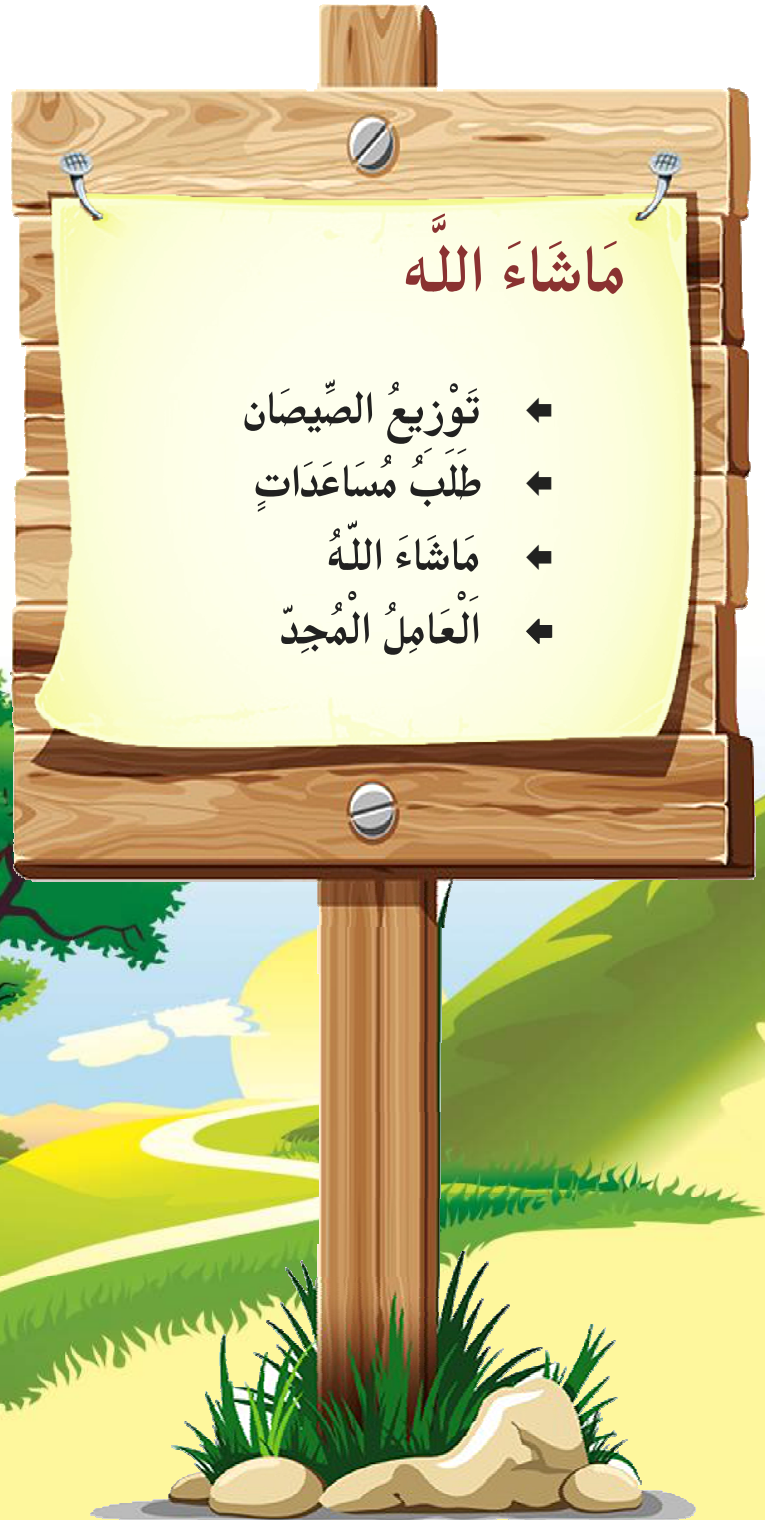 مَاشَاءَ اللَّه
تَوْزِيعُ الصِّيصَان
طَلَبُ مُسَاعَدَاتٍ
مَاشَاءَ اللّهُ
اَلْعَامِلُ الْمُجِدّ